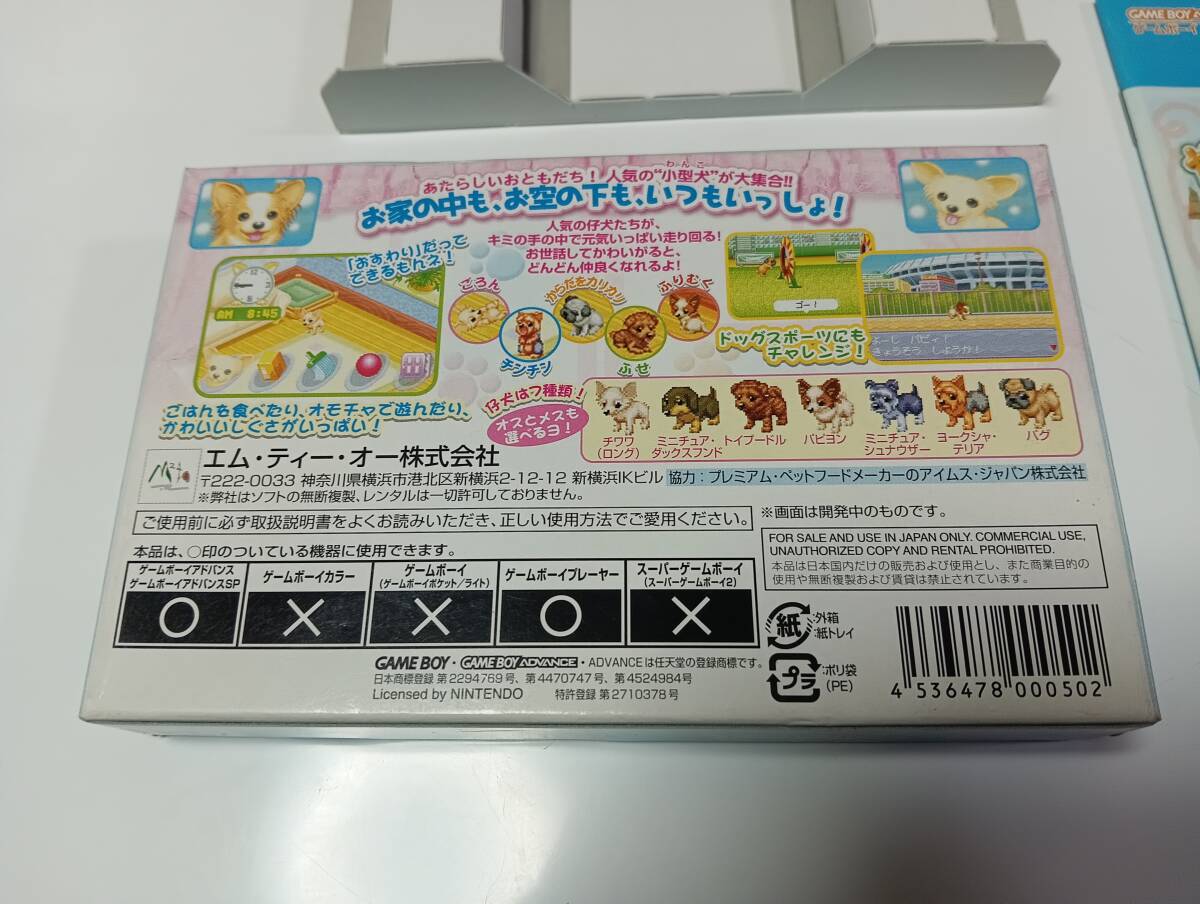 GAME BOY
ゲームボーイ
わんこ
あたらしいおともだち！人気の“小型犬”が大集合!!
お家の中も、お空の下も、いつもいっしょ！
人気の仔犬たちが、
キミの手の中で元気いっぱい走り回る！
お世話してかわいがると、
どんどん仲良くなれるよ！
「おすわり」だって
できるもんネ！
AM 8:45
ごろん
チンチン
からだをカリカリ
ふせ
ふりむく
ゴー！
よーし パピィ！
きょうそう しようか！
ドッグスポーツにも
チャレンジ！
ごはんを食べたり、オモチャで遊んだり、
かわいいしぐさがいっぱい！
仔犬は7種類！
オスとメスも
選べるヨ！
チワワ
（ロング）
ミニチュア・
ダックスフンド
トイプードル
パピヨン
ミニチュア・
シュナウザー
ヨークシャ・
テリア
パグ
エム・ティー・オー株式会社
〒222-0033 神奈川県横浜市港北区新横浜2-12-12 新横浜IKビル
協力：プレミアム・ペットフードメーカーのアイムス・ジャパン株式会社
※弊社はソフトの無断複製、レンタルは一切許可しておりません。
ご使用前に必ず取扱説明書をよくお読みいただき、正しい使用方法でご愛用ください。
※画面は開発中のものです。
本品は、○印のついている機器に使用できます。
FOR SALE AND USE IN JAPAN ONLY. COMMERCIAL USE,
UNAUTHORIZED COPY AND RENTAL PROHIBITED.
本品は日本国内だけの販売および使用とし、また商業目的の
使用や無断複製および賃貸は禁止されています。
ゲームボーイアドバンス
ゲームボーイアドバンスSP
ゲームボーイカラー
ゲームボーイ
（ゲームボーイポケット/ライト）
ゲームボーイプレーヤー
スーパーゲームボーイ
（スーパーゲームボーイ2）
○ × × ○ ×
紙
：外箱
：紙トレイ
プラ
：ポリ袋
（PE）
GAME BOY・GAME BOY ADVANCE・ADVANCEは任天堂の登録商標です。
日本商標登録 第2294769号、第4470747号、第4524984号
Licensed by NINTENDO 特許登録 第2710378号
4 536478 000502